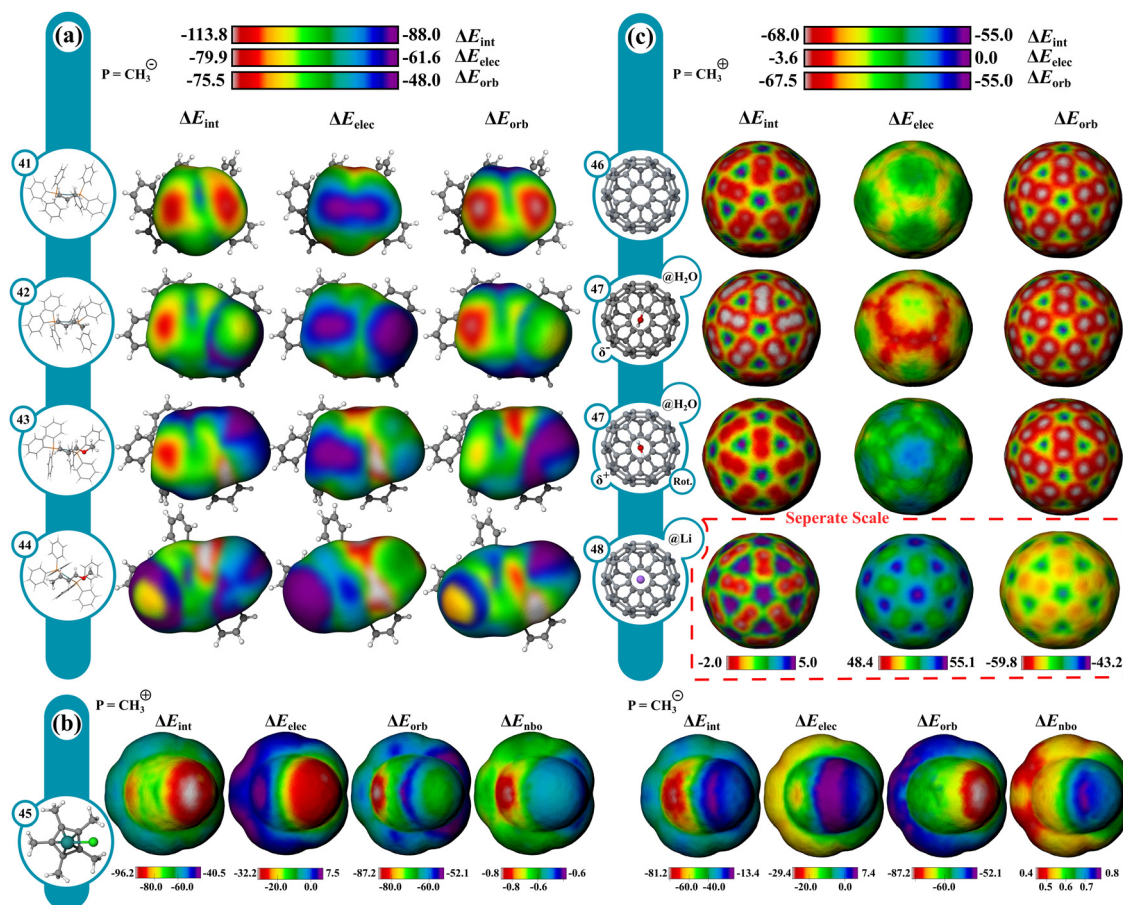 (a)
-113.8 -88.0 ΔEint
P = CH3⊖ -79.9 -61.6 ΔEelec
-75.5 -48.0 ΔEorb
ΔEint ΔEelec ΔEorb
41
42
43
44
(c)
-68.0 -55.0 ΔEint
P = CH3⊕ -3.6 0.0 ΔEelec
-67.5 -55.0 ΔEorb
ΔEint ΔEelec ΔEorb
46
47 @H2O
δ-
47 @H2O
δ+ Rot.
Seperate Scale
48 @Li
-2.0 5.0 48.4 55.1 -59.8 -43.2
(b)
P = CH3⊕
ΔEint ΔEelec ΔEorb ΔEnbo
45
-96.2 -40.5 -32.2 7.5 -87.2 -52.1 -0.8 -0.6
80.0 -60.0 -20.0 0.0 -80.0 -60.0 -0.8 -0.6
P = CH3⊖
ΔEint ΔEelec ΔEorb ΔEnbo
-81.2 -13.4 -29.4 7.4 -87.2 -52.1 0.4 0.8
-60.0 -40.0 -20.0 0.0 -60.0 0.5 0.6 0.7